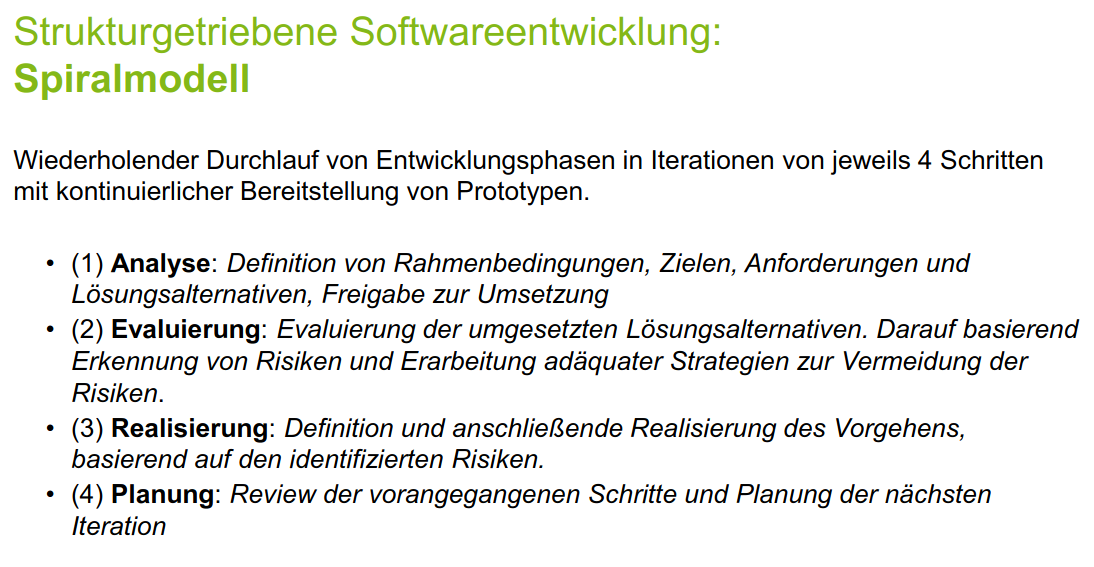 Strukturgetriebene Softwareentwicklung:
Spiralmodell
Wiederholender Durchlauf von Entwicklungsphasen in Iterationen von jeweils 4 Schritten
mit kontinuierlicher Bereitstellung von Prototypen.
• (1) Analyse: Definition von Rahmenbedingungen, Zielen, Anforderungen und
Lösungsalternativen, Freigabe zur Umsetzung
• (2) Evaluierung: Evaluierung der umgesetzten Lösungsalternativen. Darauf basierend
Erkennung von Risiken und Erarbeitung adäquater Strategien zur Vermeidung der
Risiken.
• (3) Realisierung: Definition und anschließende Realisierung des Vorgehens,
basierend auf den identifizierten Risiken.
• (4) Planung: Review der vorangegangenen Schritte und Planung der nächsten
Iteration